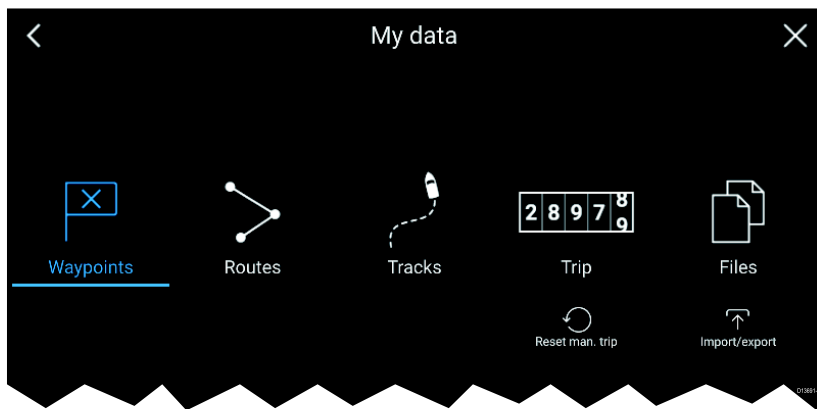 My data
2 8 9 7 8
9
Waypoints
Routes
Tracks
Trip
Files
Reset man. trip
Import/export